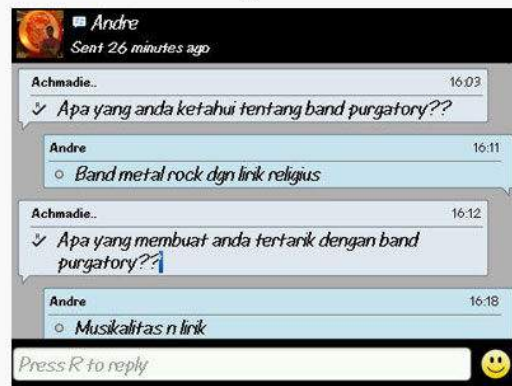 Andre
Sent 26 minutes ago
Achmadie.. 16:03
Apa yang anda ketahui tentang band purgatory??
Andre 16:11
Band metal rock dgn lirik religius
Achmadie.. 16:12
Apa yang membuat anda tertarik dengan band
purgatory??
Andre 16:18
Musikalitas n lirik
Press R to reply